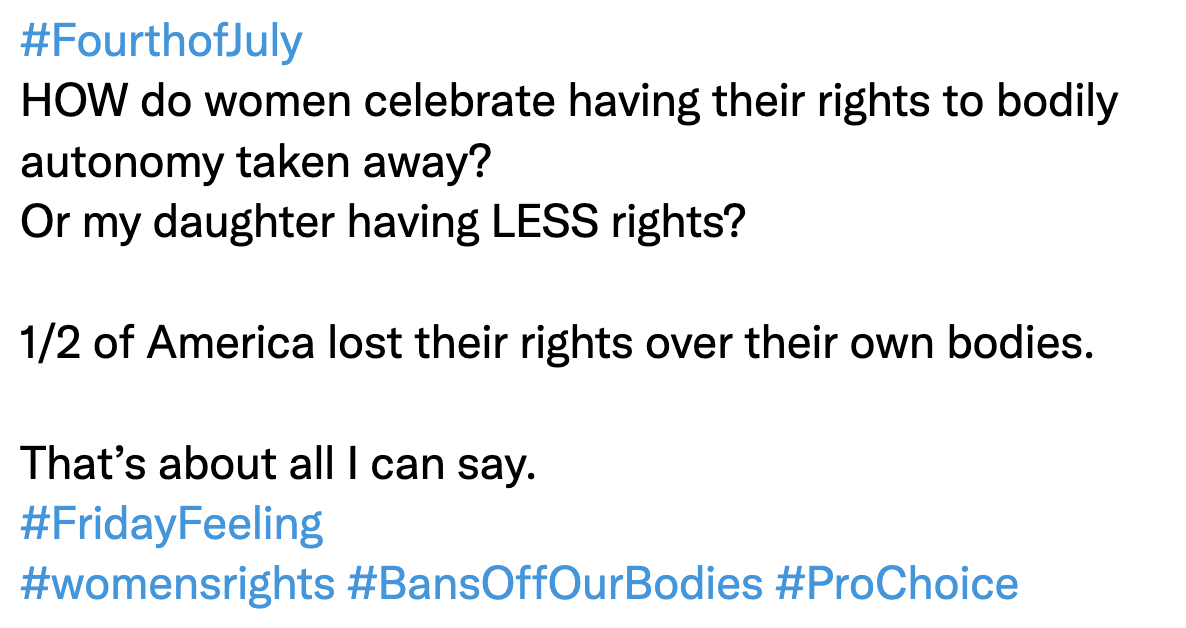 #FourthofJuly
HOW do women celebrate having their rights to bodily
autonomy taken away?
Or my daughter having LESS rights?
1/2 of America lost their rights over their own bodies.
That’s about all I can say.
#FridayFeeling
#womensrights #BansOffOurBodies #ProChoice